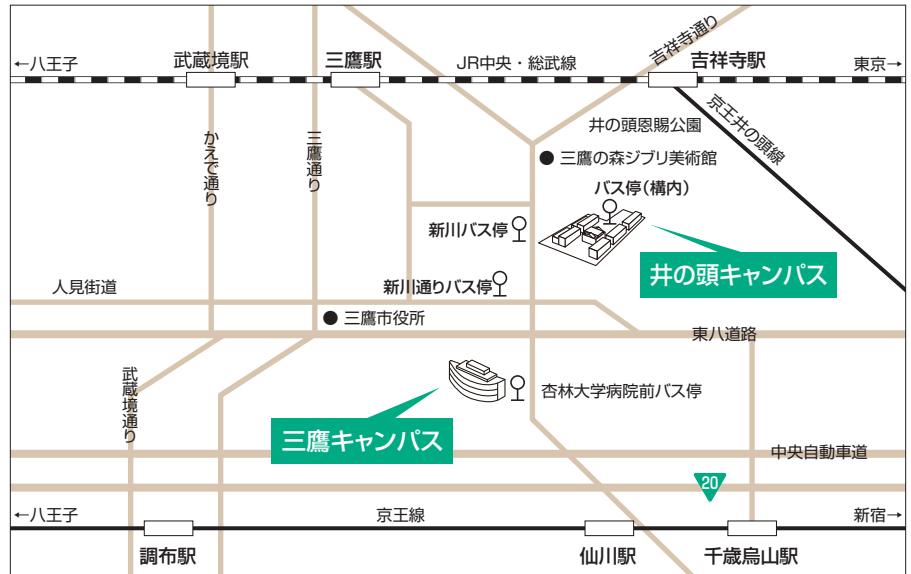 ←八王子
武蔵境駅
三鷹駅
JR中央・総武線
吉祥寺通り
吉祥寺駅
東京→
かえで通り
三鷹通り
井の頭恩賜公園
京王井の頭線
三鷹の森ジブリ美術館
バス停(構内)
新川バス停
井の頭キャンパス
人見街道
新川通りバス停
三鷹市役所
東八道路
武蔵境通り
杏林大学病院前バス停
三鷹キャンパス
中央自動車道
20
←八王子
京王線
新宿→
調布駅
仙川駅
千歳烏山駅